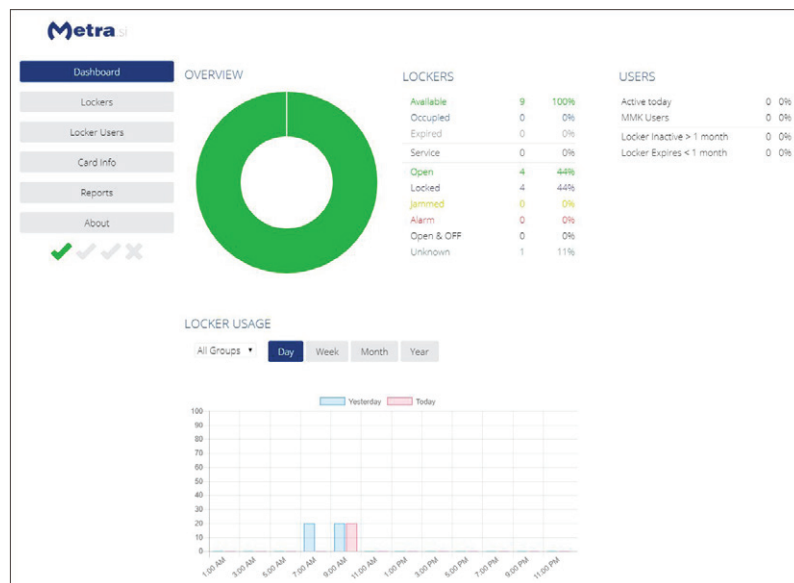 Metra.si
Dashboard
Lockers
Locker Users
Card Info
Reports
About
OVERVIEW
LOCKERS
Available 9 100%
Occupied 0 0%
Expired 0 0%
Service 0 0%
Open 4 44%
Locked 4 44%
Jammed 0 0%
Alarm 0 0%
Open & OFF 0 0%
Unknown 1 11%
USERS
Active today 0 0%
MMK Users 0 0%
Locker Inactive > 1 month 0 0%
Locker Expires < 1 month 0 0%
LOCKER USAGE
All Groups Day Week Month Year
Yesterday Today
100
90
80
70
60
50
40
30
20
10
0
1:00 AM 3:00 AM 5:00 AM 7:00 AM 9:00 AM 11:00 AM 1:00 PM 3:00 PM 5:00 PM 7:00 PM 9:00 PM 11:00 PM